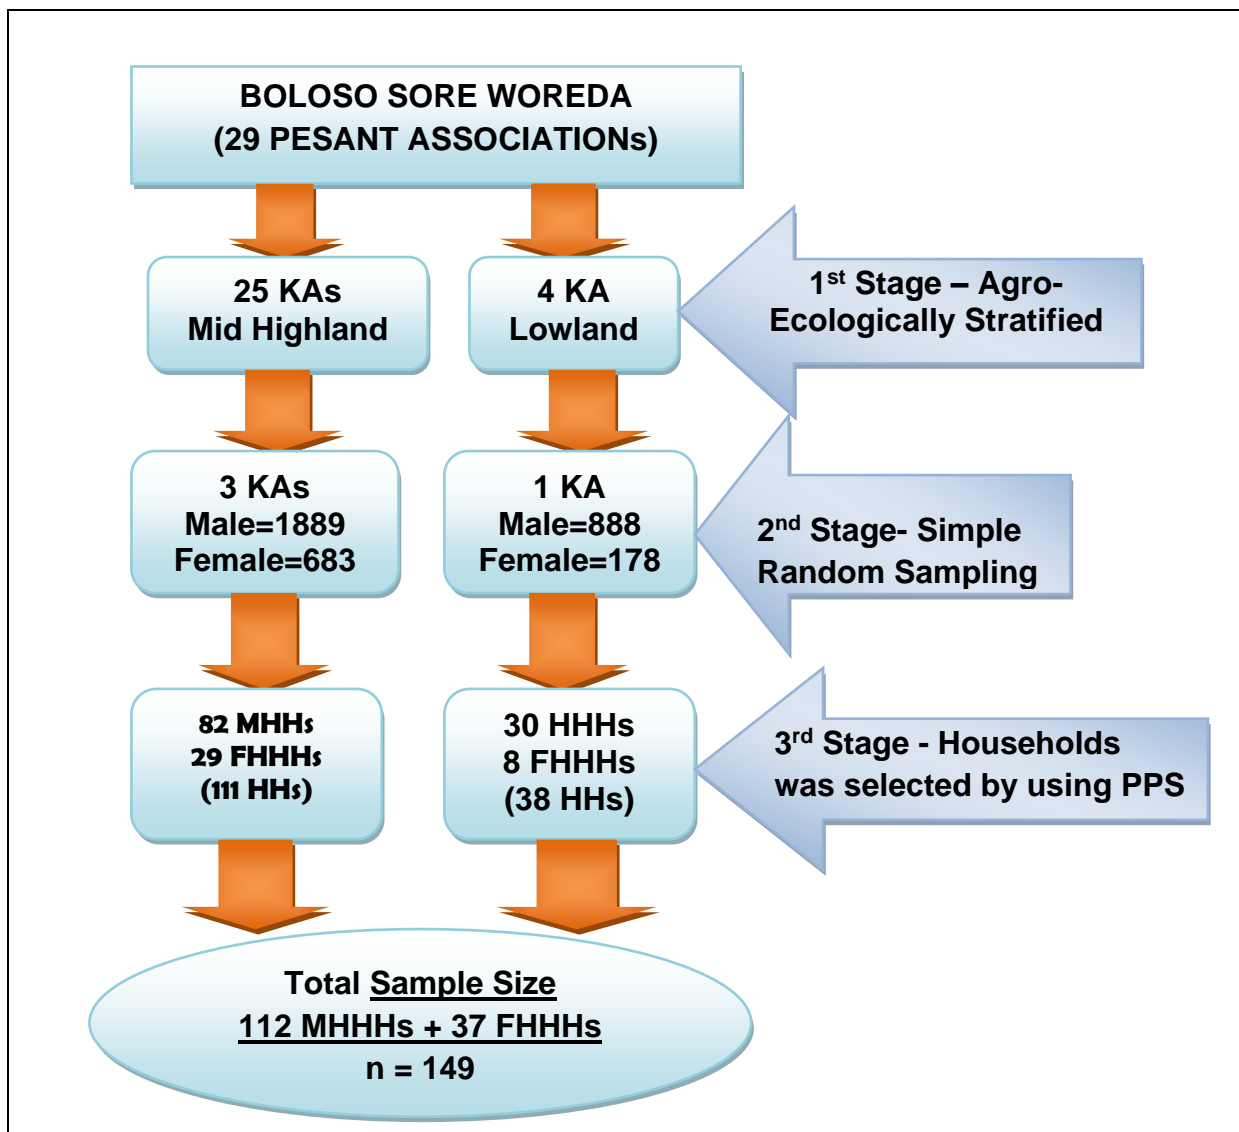 BOLOSO SORE WOREDA
(29 PESANT ASSOCIATIONs)
25 KAs
Mid Highland
4 KA
Lowland
1st Stage – Agro-
Ecologically Stratified
3 KAs
Male=1889
Female=683
1 KA
Male=888
Female=178
2nd Stage- Simple
Random Sampling
82 MHHs
29 FHHHs
(111 HHs)
30 HHHs
8 FHHHs
(38 HHs)
3rd Stage - Households
was selected by using PPS
Total Sample Size
112 MHHHs + 37 FHHHs
n = 149